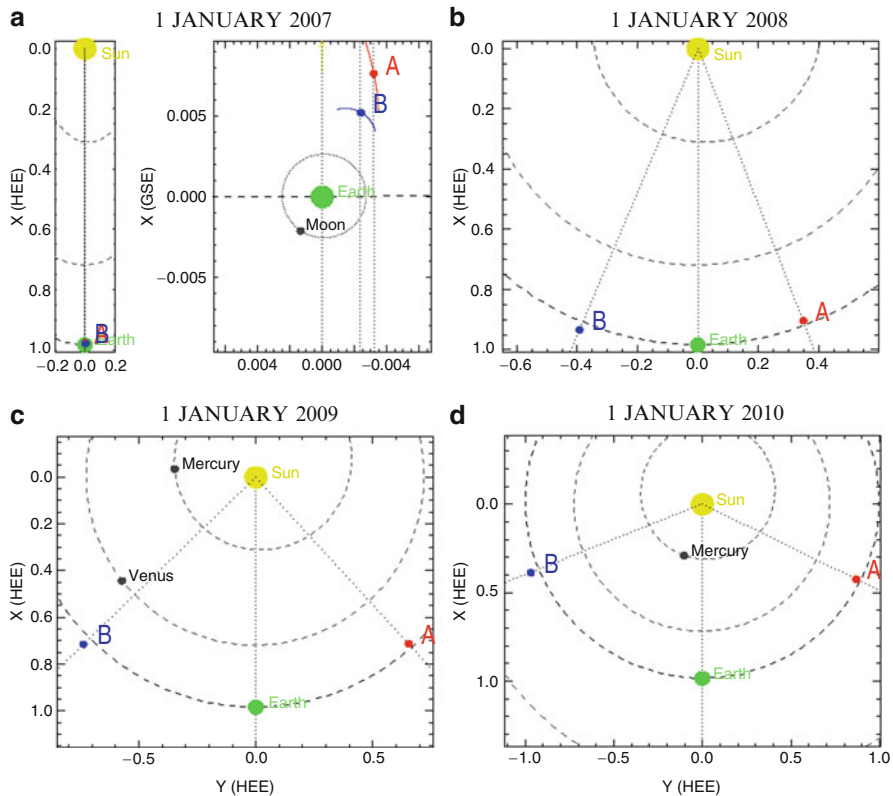 a
1 JANUARY 2007
b
1 JANUARY 2008
0.0
0.2
0.4
0.6
0.8
1.0
X (HEE)
Sun
B
A
Earth
−0.2 0.0 0.2
X (GSE)
0.005
0.000
−0.005
A
B
Earth
Moon
0.004 0.000 −0.004
0.0
0.2
0.4
0.6
0.8
1.0
X (HEE)
Sun
B
A
Earth
−0.6 −0.4 −0.2 0.0 0.2 0.4
c
1 JANUARY 2009
d
1 JANUARY 2010
0.0
0.2
0.4
0.6
0.8
1.0
X (HEE)
Mercury
Sun
Venus
B
A
Earth
−0.5 0.0 0.5
Y (HEE)
0.0
0.5
1.0
X (HEE)
Sun
Mercury
B
A
Earth
−1.0 −0.5 0.0 0.5 1.0
Y (HEE)